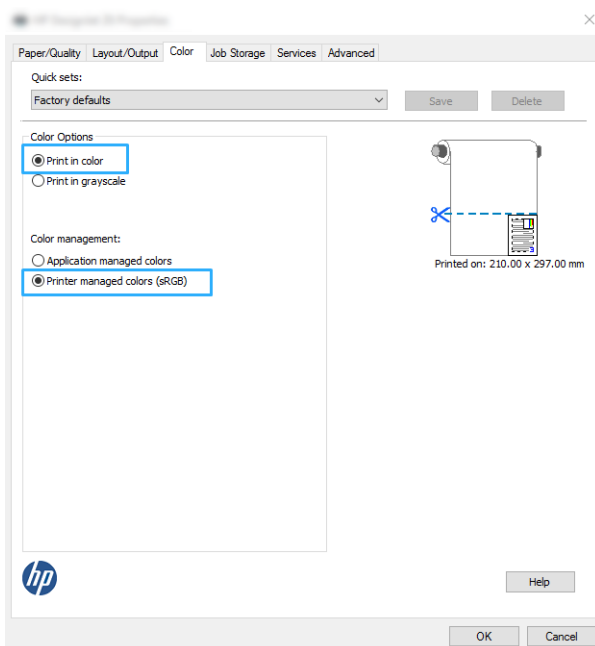 Paper/Quality Layout/Output Color Job Storage Services Advanced
Quick sets:
Factory defaults
Save Delete
Color Options
Print in color
Print in grayscale
Color management:
Application managed colors
Printer managed colors (sRGB)
Printed on: 210.00 x 297.00 mm
hp
Help
OK Cancel